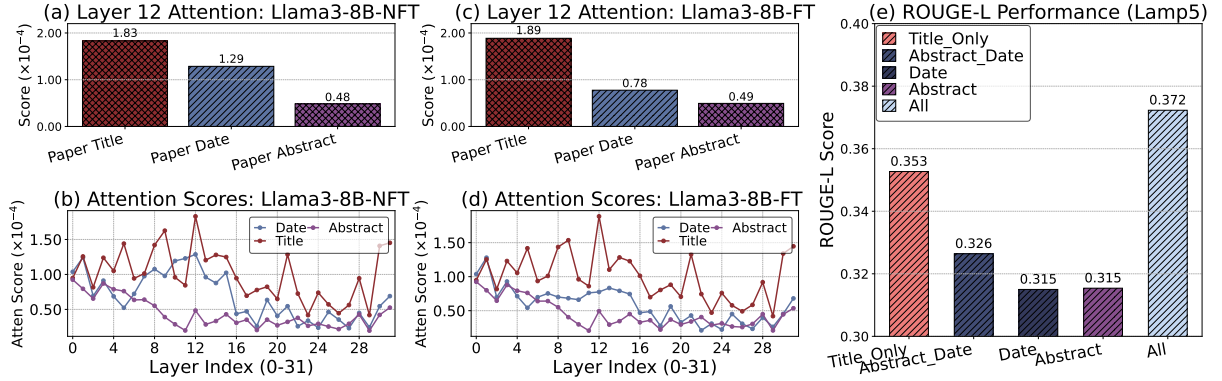 (a) Layer 12 Attention: Llama3-8B-NFT
Score (×10⁻⁴)
2.00
1.00
0.00
1.83
1.29
0.48
Paper Title
Paper Date
Paper Abstract
(c) Layer 12 Attention: Llama3-8B-FT
Score (×10⁻⁴)
2.00
1.00
0.00
1.89
0.78
0.49
Paper Title
Paper Date
Paper Abstract
(b) Attention Scores: Llama3-8B-NFT
Atten Score (×10⁻⁴)
1.50
1.00
0.50
Date
Abstract
Title
0 4 8 12 16 20 24 28
Layer Index (0-31)
(d) Attention Scores: Llama3-8B-FT
Atten Score (×10⁻⁴)
1.50
1.00
0.50
Date
Abstract
Title
0 4 8 12 16 20 24 28
Layer Index (0-31)
(e) ROUGE-L Performance (Lamp5)
ROUGE-L Score
0.40
0.38
0.36
0.34
0.32
0.30
Title_Only
Abstract_Date
Date
Abstract
All
0.353
0.326
0.315
0.315
0.372
Title_Only
Abstract_Date
Date
Abstract
All